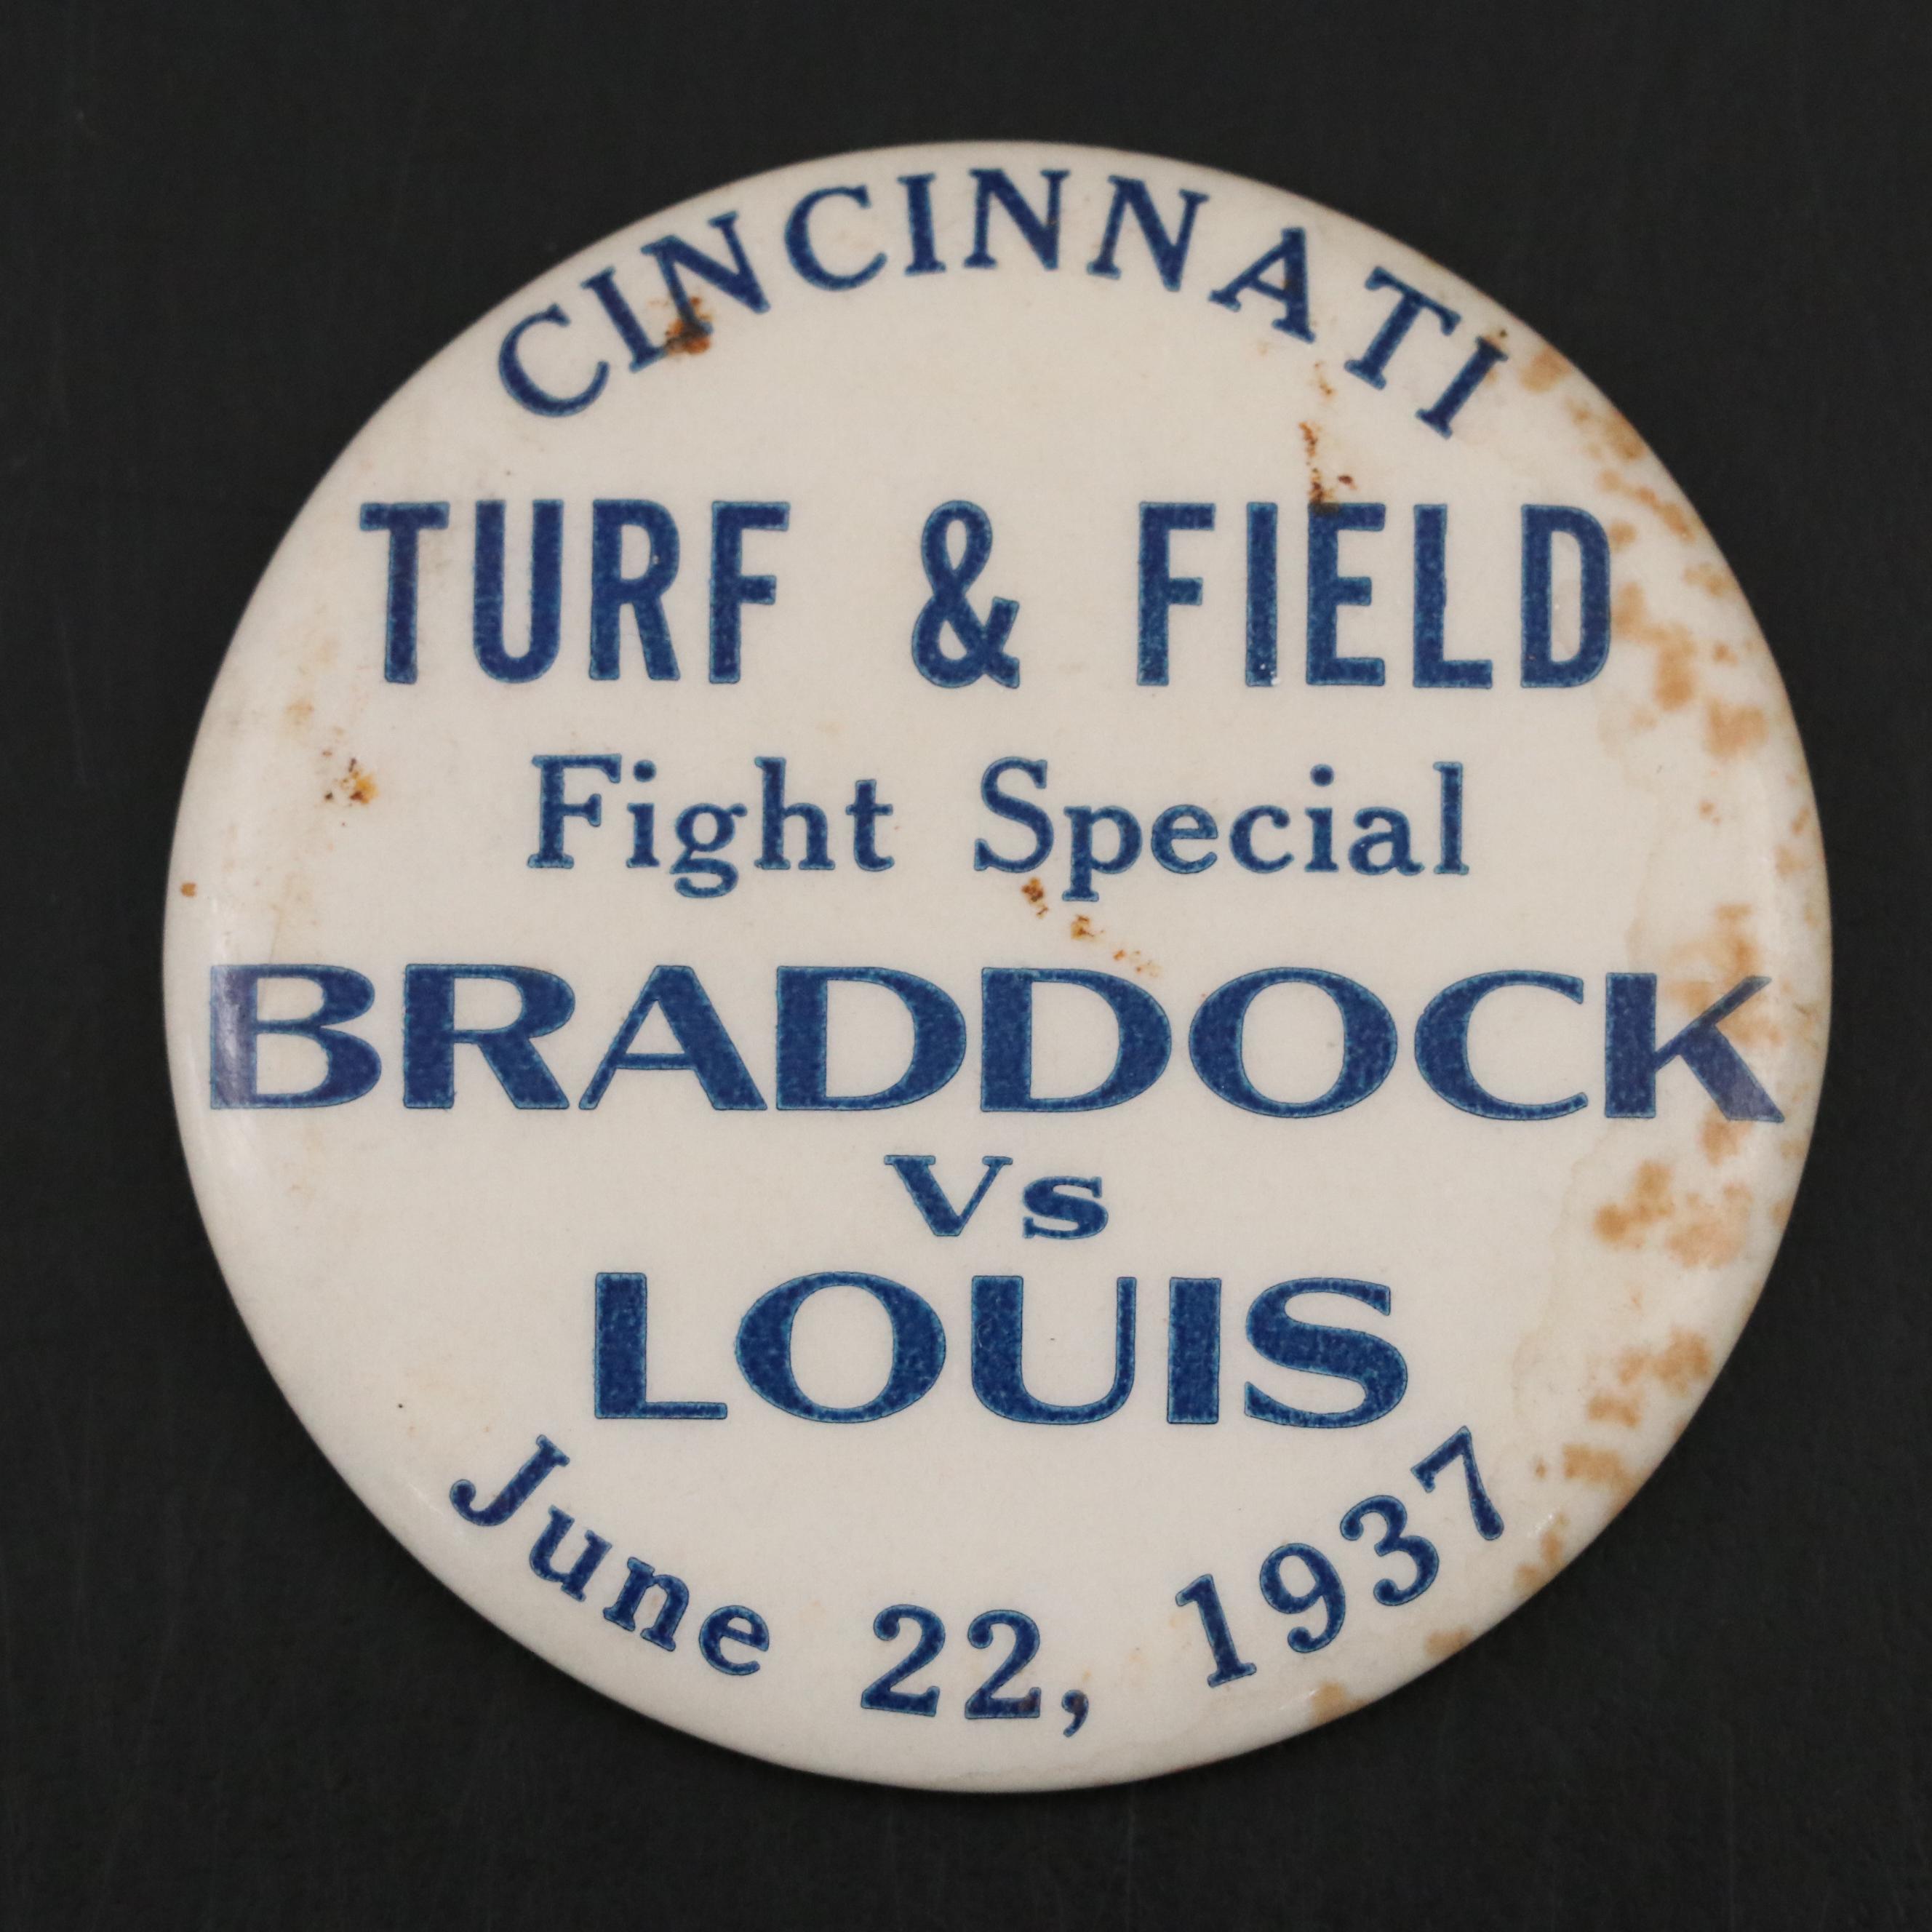 CINCINNATI
TURF & FIELD
Fight Special
BRADDOCK
Vs
LOUIS
June 22, 1937